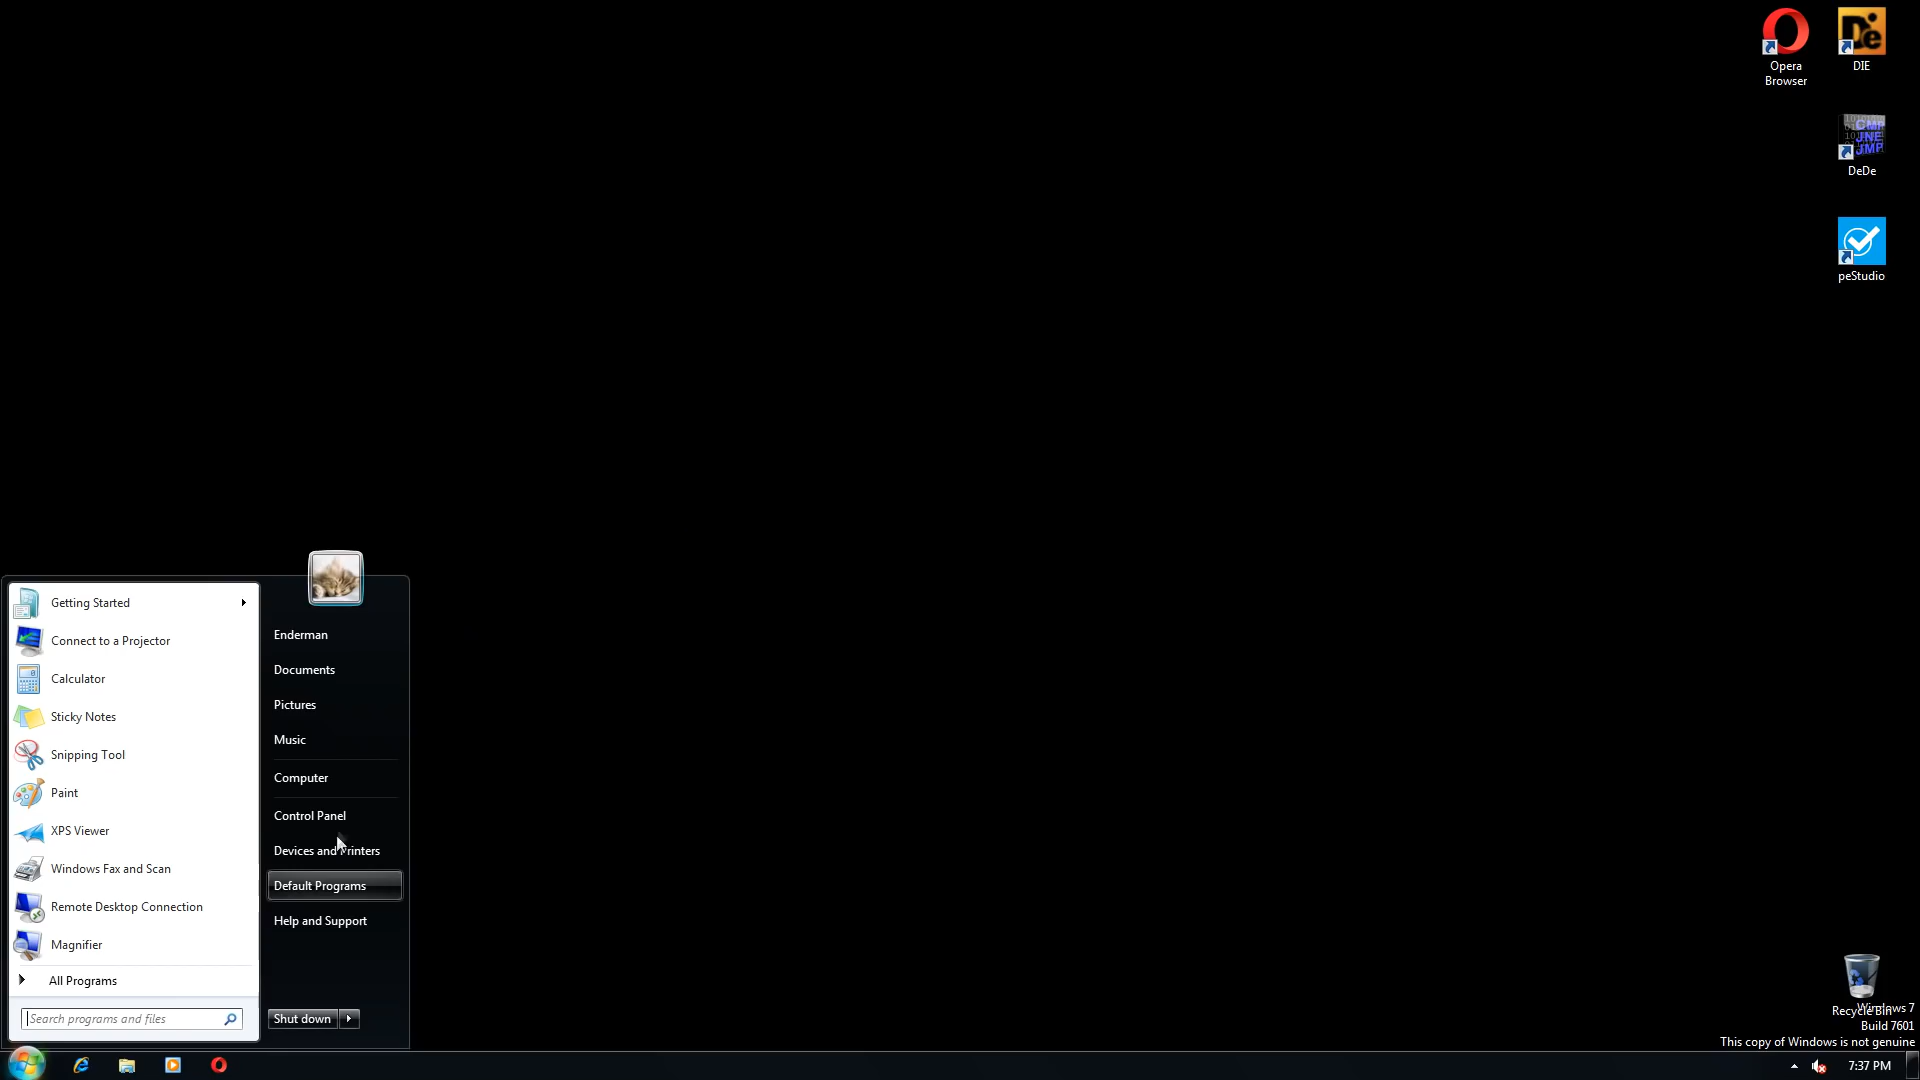 Opera
Browser
DIE
DeDe
peStudio
Getting Started
Connect to a Projector
Calculator
Sticky Notes
Snipping Tool
Paint
XPS Viewer
Windows Fax and Scan
Remote Desktop Connection
Magnifier
All Programs
Search programs and files
Enderman
Documents
Pictures
Music
Computer
Control Panel
Devices and Printers
Default Programs
Help and Support
Shut down
Recycle Bin
Windows 7
Build 7601
This copy of Windows is not genuine
7:37 PM